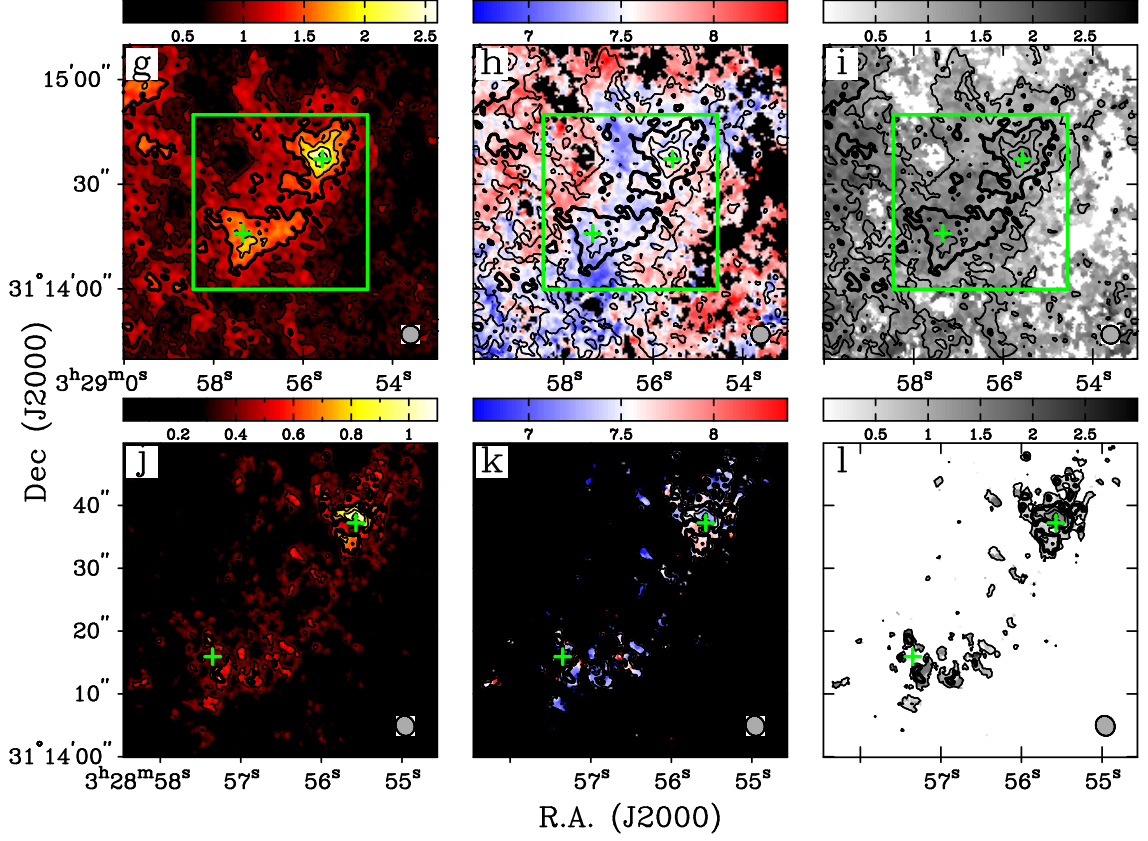 0.5 1 1.5 2 2.5 7 7.5 8 0.5 1 1.5 2 2.5
g h i
15′00″
30″
31°14′00″
3ʰ29ᵐ0ˢ 58ˢ 56ˢ 54ˢ 58ˢ 56ˢ 54ˢ 58ˢ 56ˢ 54ˢ
0.2 0.4 0.6 0.8 1 7 7.5 8 0.5 1 1.5 2 2.5
j k l
Dec (J2000)
40″
30″
20″
10″
31°14′00″
3ʰ28ᵐ58ˢ 57ˢ 56ˢ 55ˢ 57ˢ 56ˢ 55ˢ 57ˢ 56ˢ 55ˢ
R.A. (J2000)